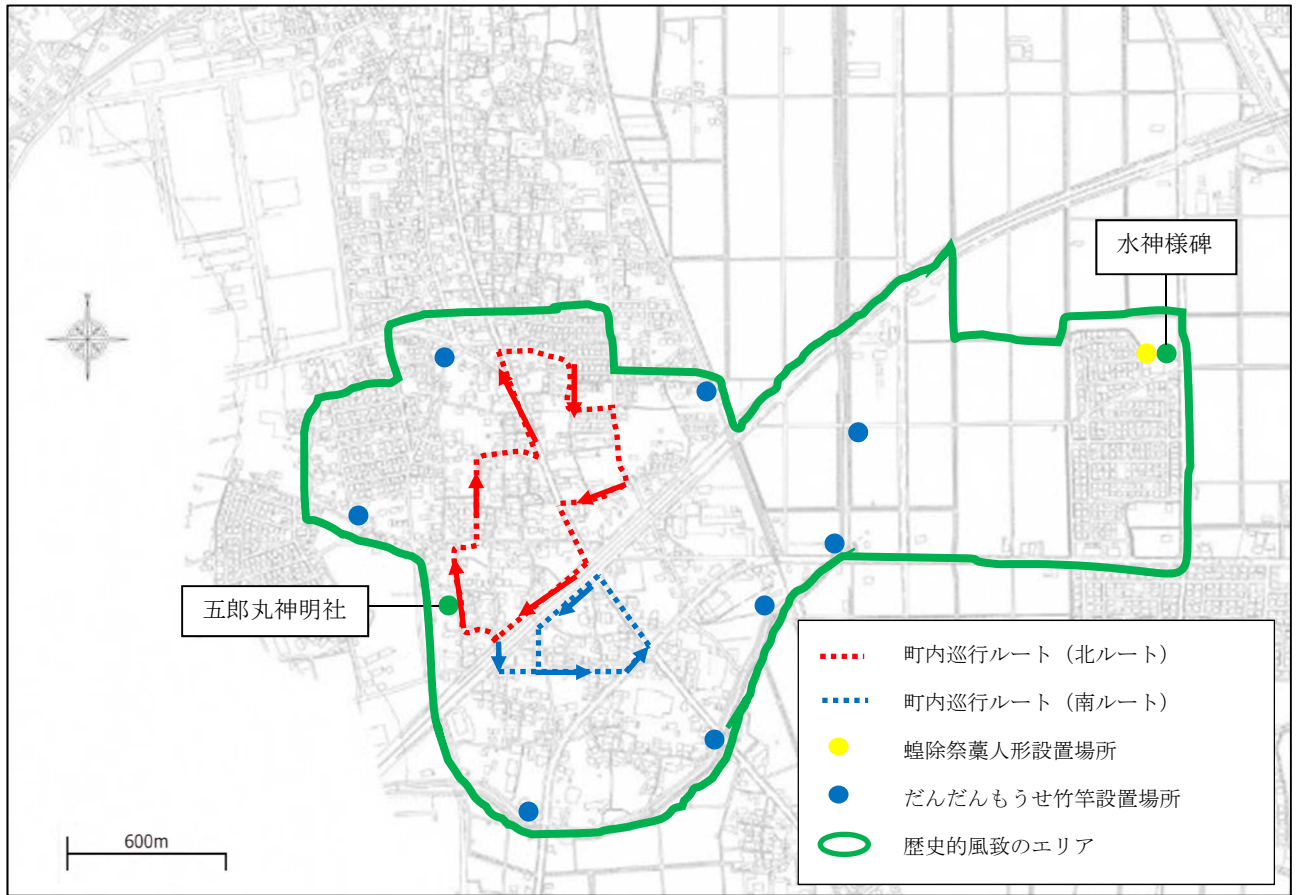 水神様碑
五郎丸神明社
町内巡行ルート（北ルート）
町内巡行ルート（南ルート）
蝗除祭藁人形設置場所
だんだんもうせ竹竿設置場所
歴史的風致のエリア
600m